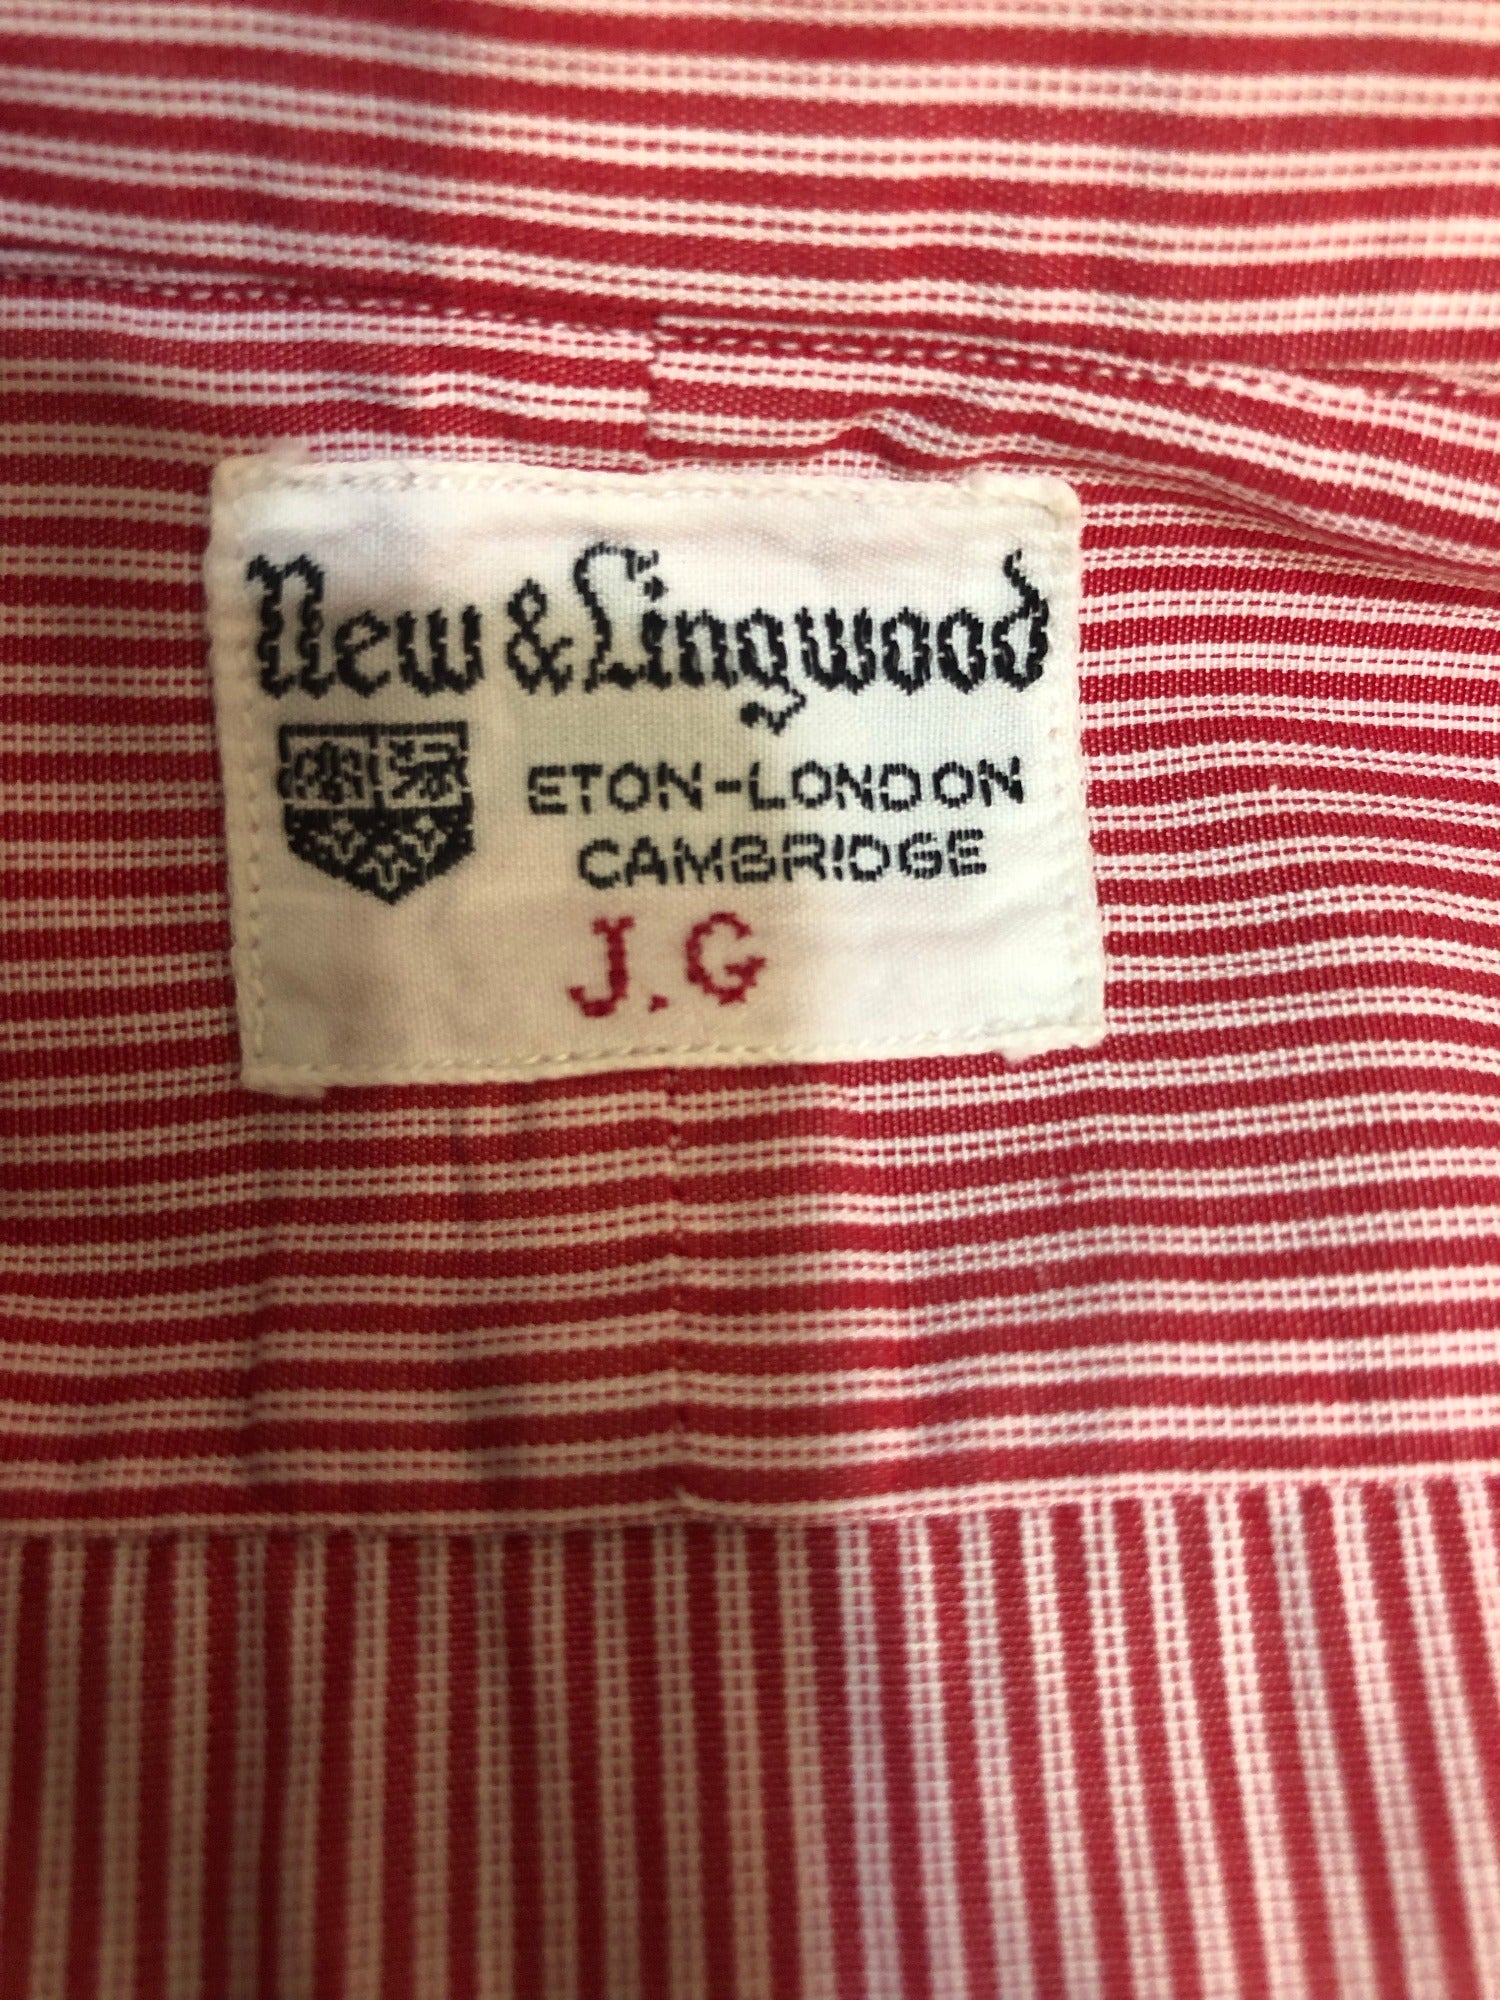 New & Lingwood
ETON-LONDON
CAMBRIDGE
J.G